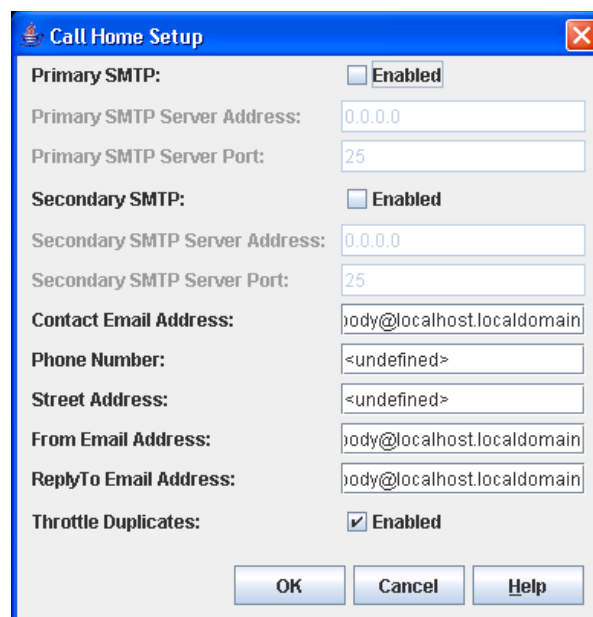 Call Home Setup
Primary SMTP: Enabled
Primary SMTP Server Address: 0.0.0.0
Primary SMTP Server Port: 25
Secondary SMTP: Enabled
Secondary SMTP Server Address: 0.0.0.0
Secondary SMTP Server Port: 25
Contact Email Address: ody@localhost.localdomain
Phone Number: <undefined>
Street Address: <undefined>
From Email Address: ody@localhost.localdomain
ReplyTo Email Address: ody@localhost.localdomain
Throttle Duplicates: Enabled
OK Cancel Help